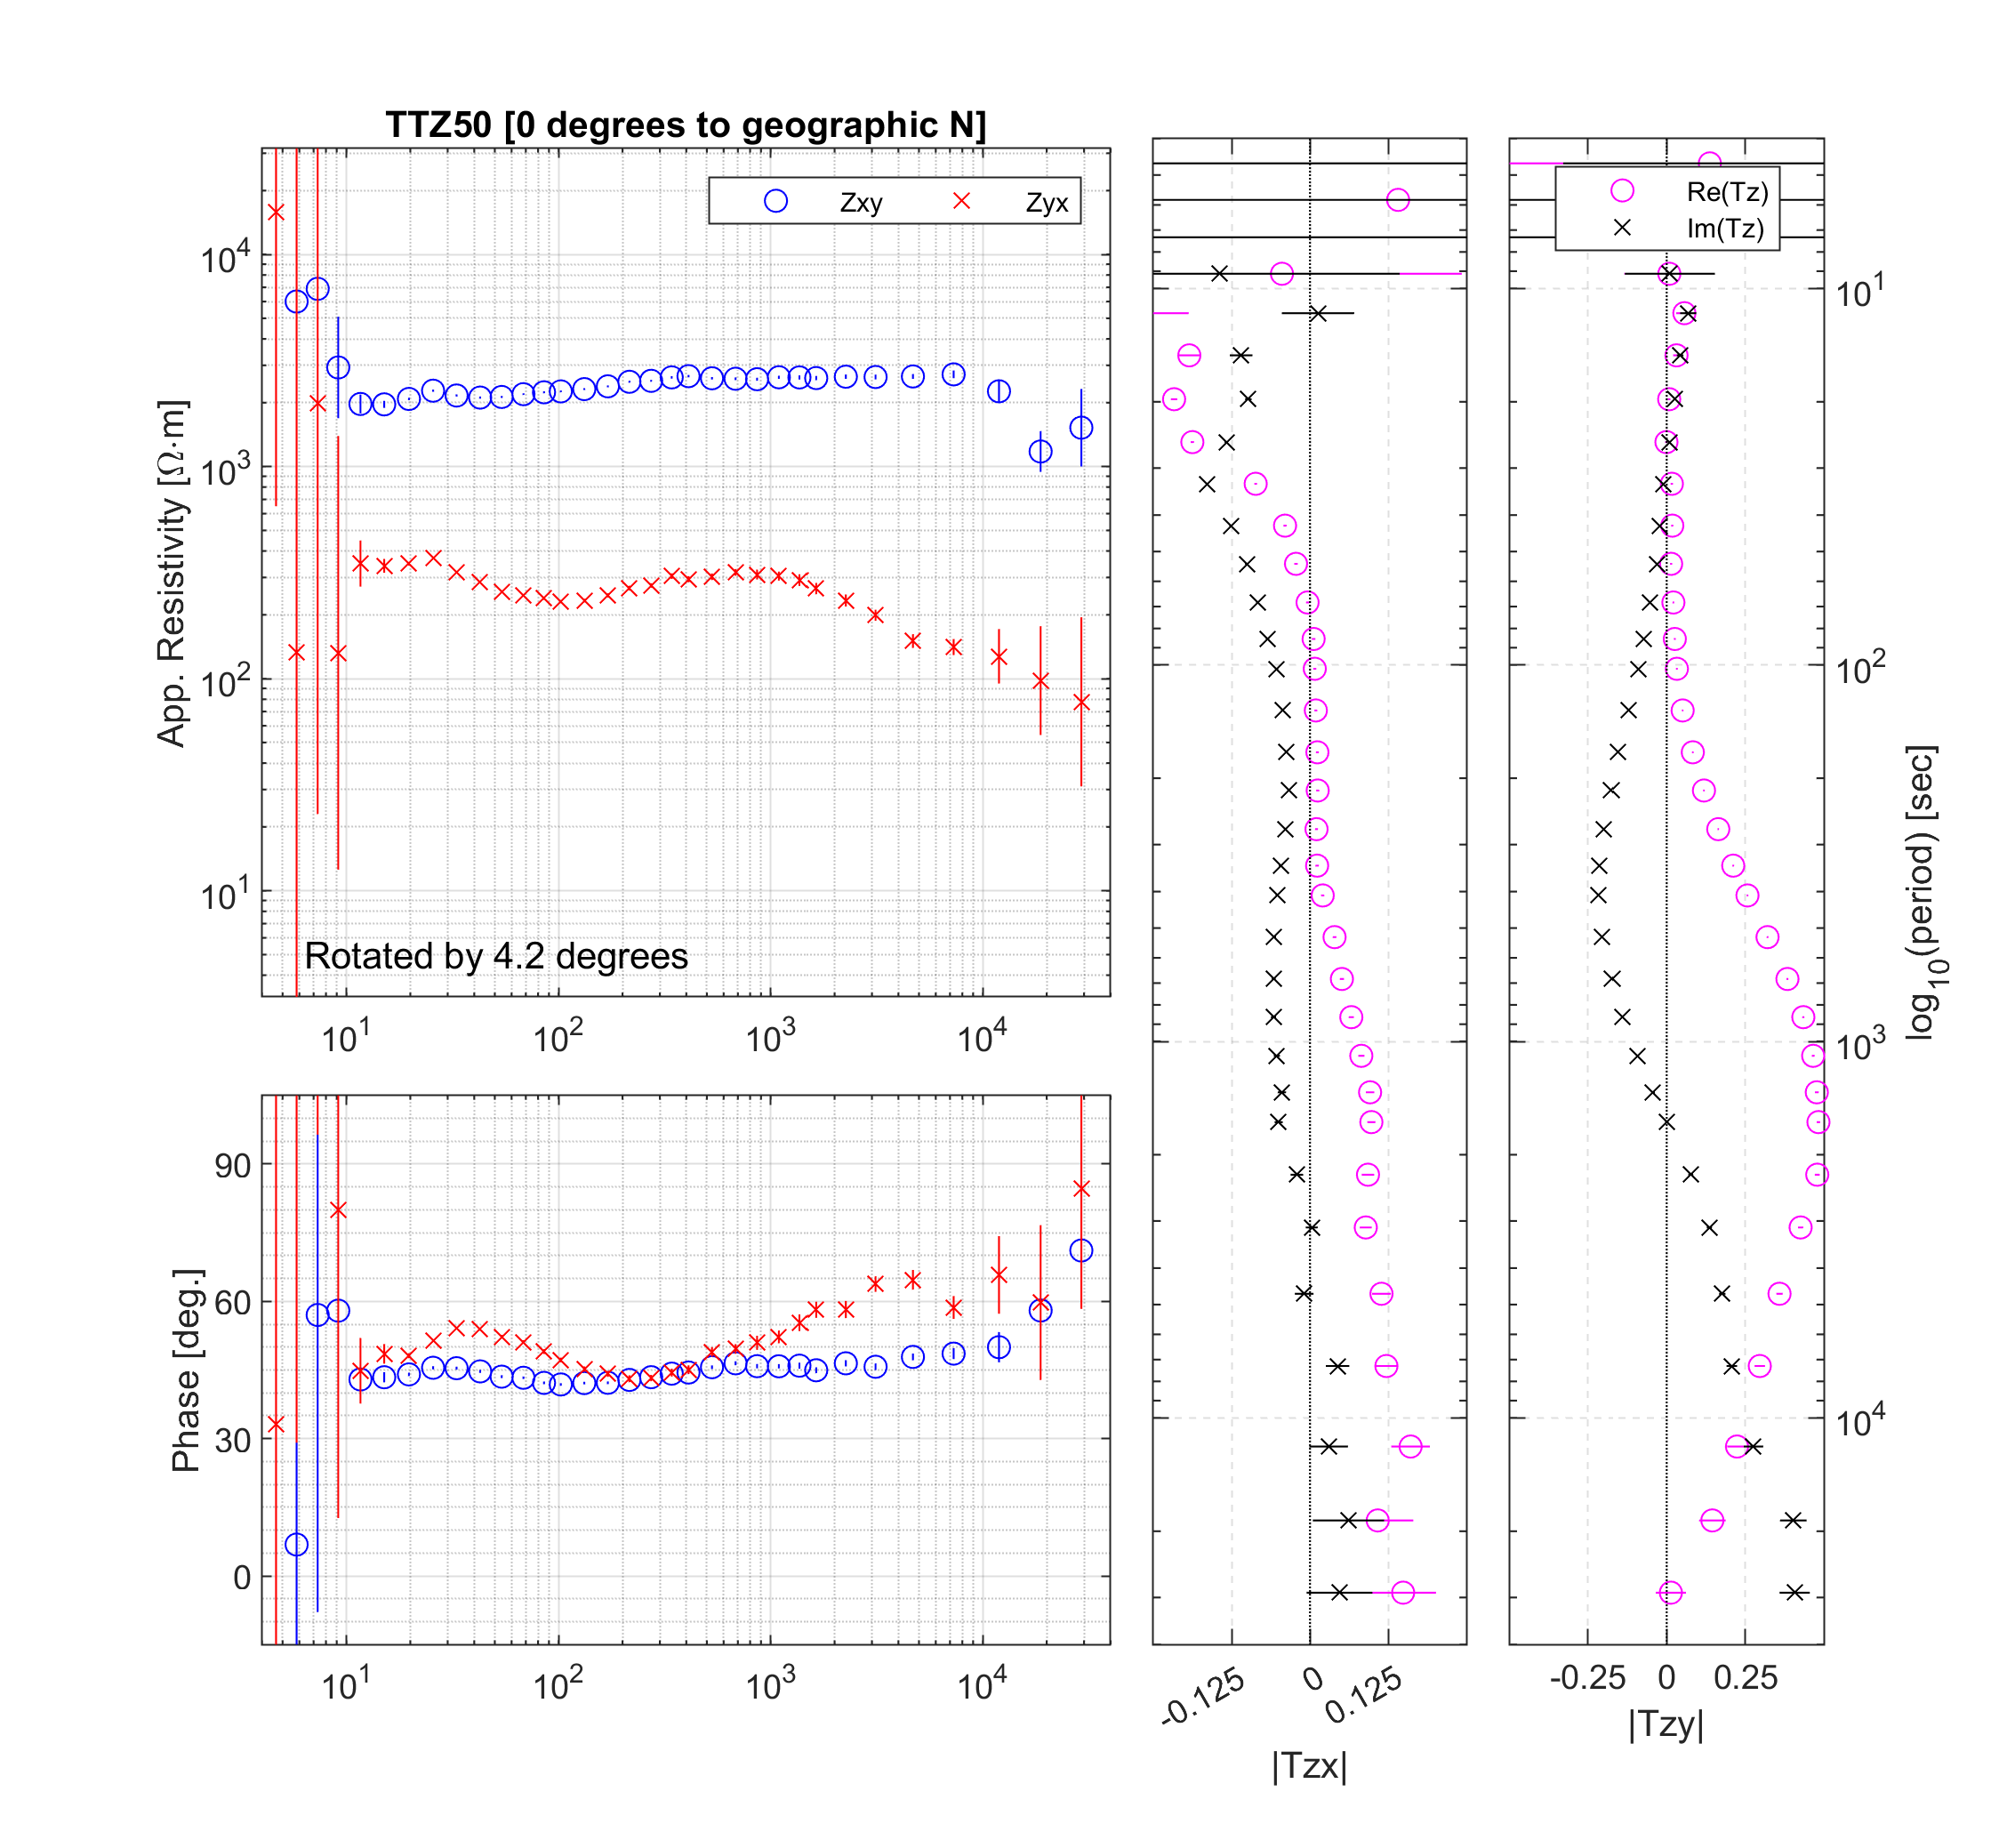 TTZ50 [0 degrees to geographic N]
Zxy Zyx
App. Resistivity [Ω·m]
10^4
10^3
10^2
10^1
Rotated by 4.2 degrees
10^1 10^2 10^3 10^4
Phase [deg.]
90
60
30
0
10^1 10^2 10^3 10^4
-0.125 0 0.125
|Tzx|
Re(Tz)
Im(Tz)
10^1
10^2
10^3
10^4
log_10(period) [sec]
-0.25 0 0.25
|Tzy|